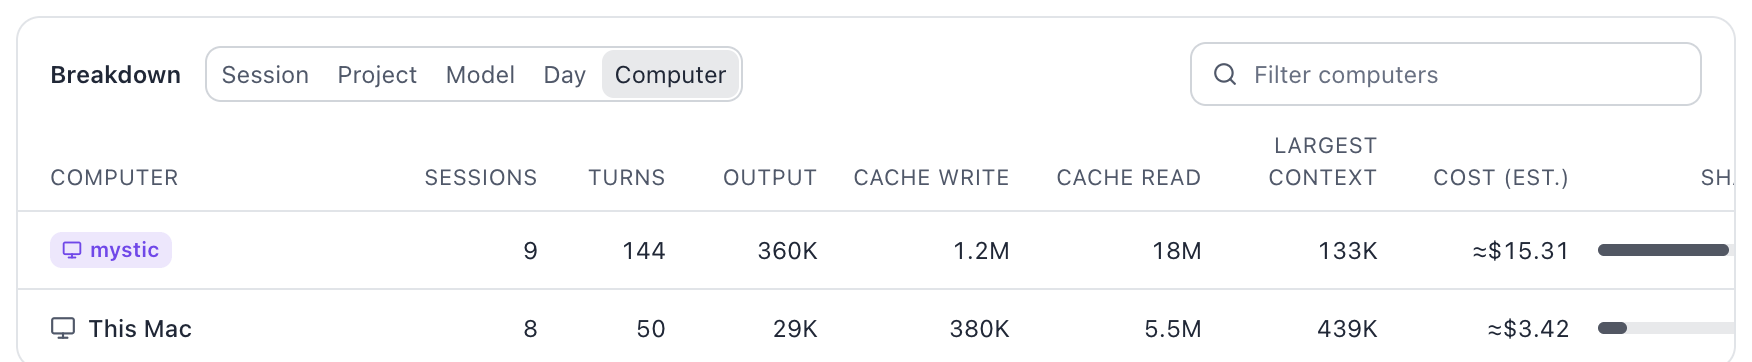 Breakdown Session Project Model Day Computer Filter computers
COMPUTER SESSIONS TURNS OUTPUT CACHE WRITE CACHE READ LARGEST CONTEXT COST (EST.)
mystic 9 144 360K 1.2M 18M 133K ≈$15.31
This Mac 8 50 29K 380K 5.5M 439K ≈$3.42